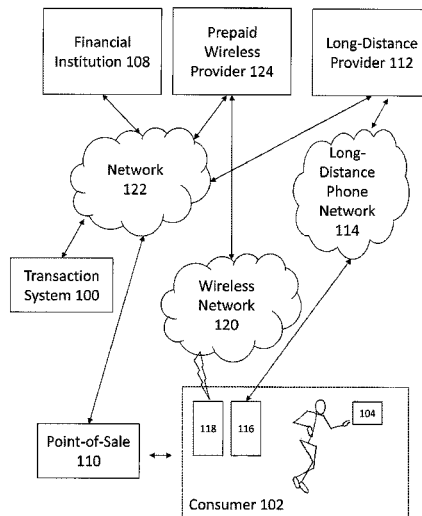 Financial
Institution 108
Prepaid
Wireless
Provider 124
Long-Distance
Provider 112
Network
122
Long-
Distance
Phone
Network
114
Transaction
System 100
Wireless
Network
120
Point-of-Sale
110
118
116
104
Consumer 102